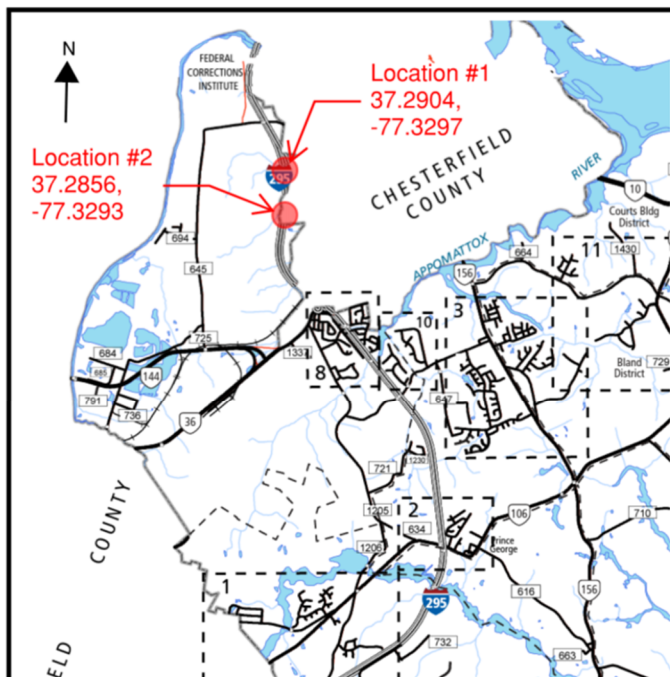 N
FEDERAL
CORRECTIONS
INSTITUTE
Location #1
37.2904,
-77.3297
Location #2
37.2856,
-77.3293
295
CHESTERFIELD
COUNTY
RIVER
10
Courts Bldg
District
APPOMATTOX
694
645
156
664
11
1430
10
3
725
684
1337
8
685
144
791
736
36
647
Bland
District
729
721
1230
2
1205
634
106
710
COUNTY
1206
Prince
George
1
295
616
156
732
663
ELD